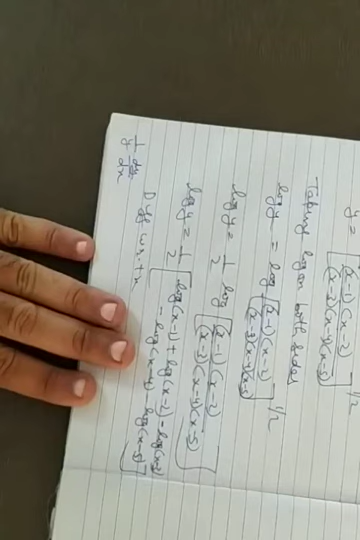 y = [(x-1)(x-2) / (x-3)(x-4)(x-5)]^1/2
Taking log on both sides
log y = log [(x-1)(x-2) / (x-3)(x-4)(x-5)]^1/2
log y = 1/2 log [(x-1)(x-2) / (x-3)(x-4)(x-5)]
log y = 1/2 [log(x-1) + log(x-2) - log(x-3)
- log(x-4) - log(x-5)]
Diff w.r.t x
1/y dy/dx